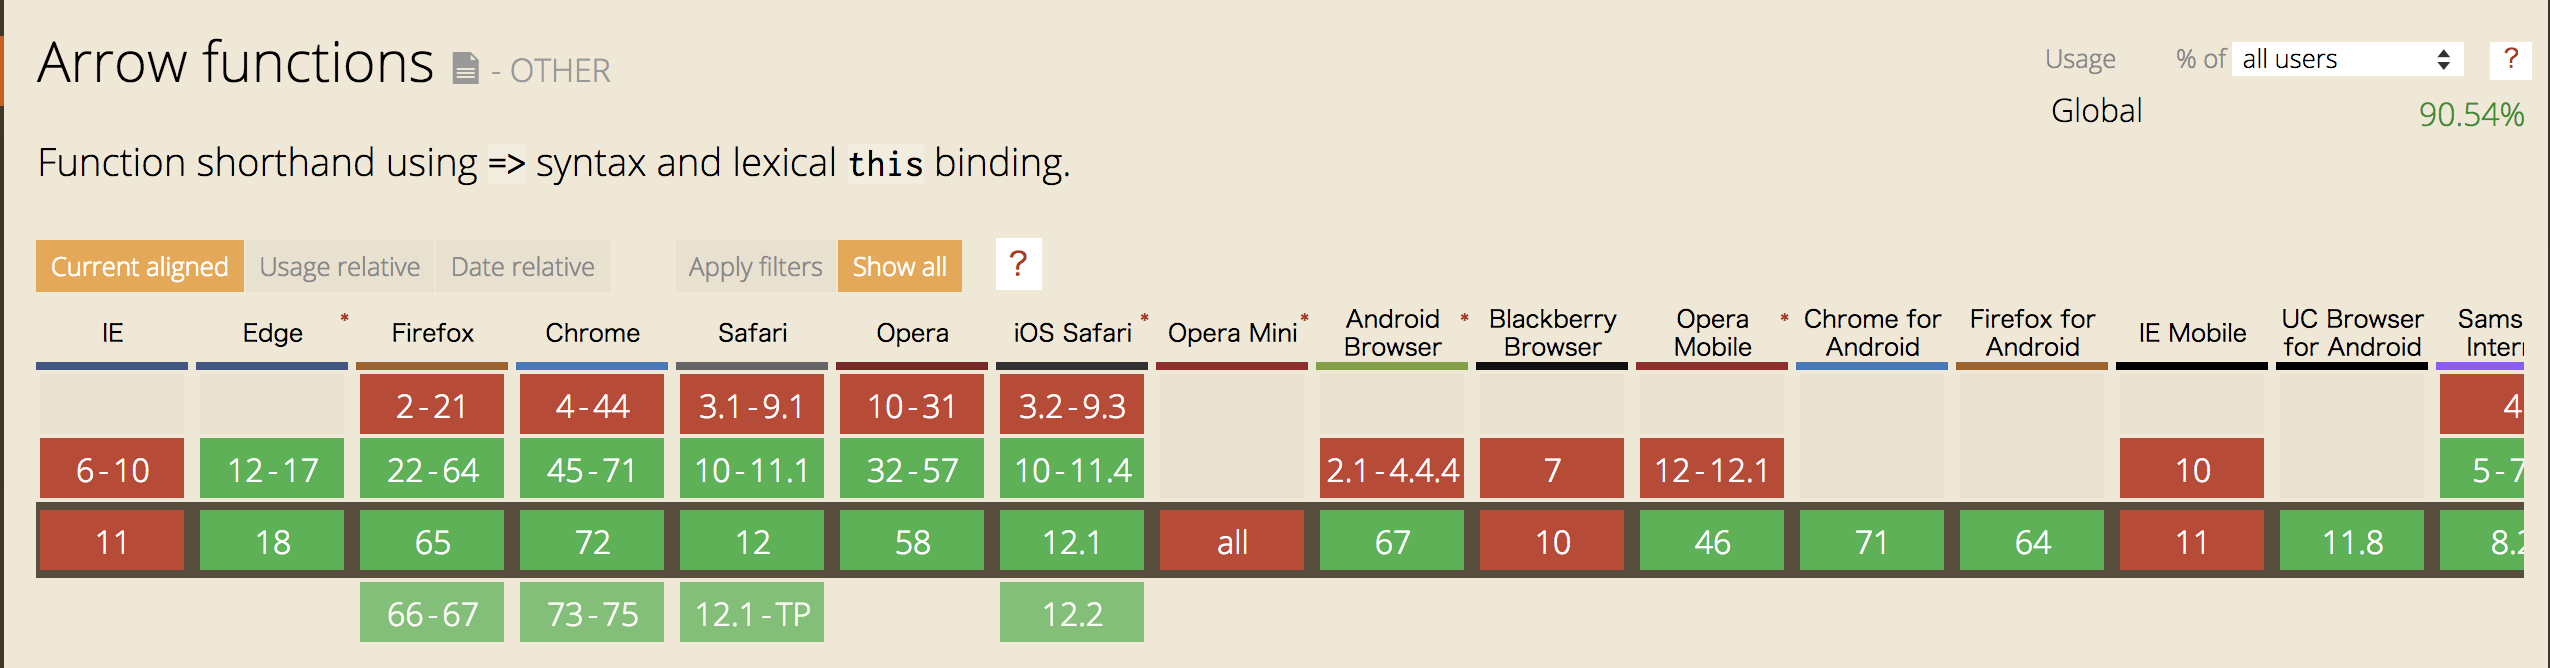 Arrow functions - OTHER
Usage % of all users ?
Global 90.54%
Function shorthand using => syntax and lexical this binding.
Current aligned Usage relative Date relative Apply filters Show all ?
IE Edge * Firefox Chrome Safari Opera iOS Safari * Opera Mini * Android Browser * Blackberry Browser Opera Mobile * Chrome for Android Firefox for Android IE Mobile UC Browser for Android Sams
2-21 4-44 3.1-9.1 10-31 3.2-9.3 4
6-10 12-17 22-64 45-71 10-11.1 32-57 10-11.4 2.1-4.4.4 7 12-12.1 10 5-7
11 18 65 72 12 58 12.1 all 67 10 46 71 64 11 11.8 8.2
66-67 73-75 12.1-TP 12.2